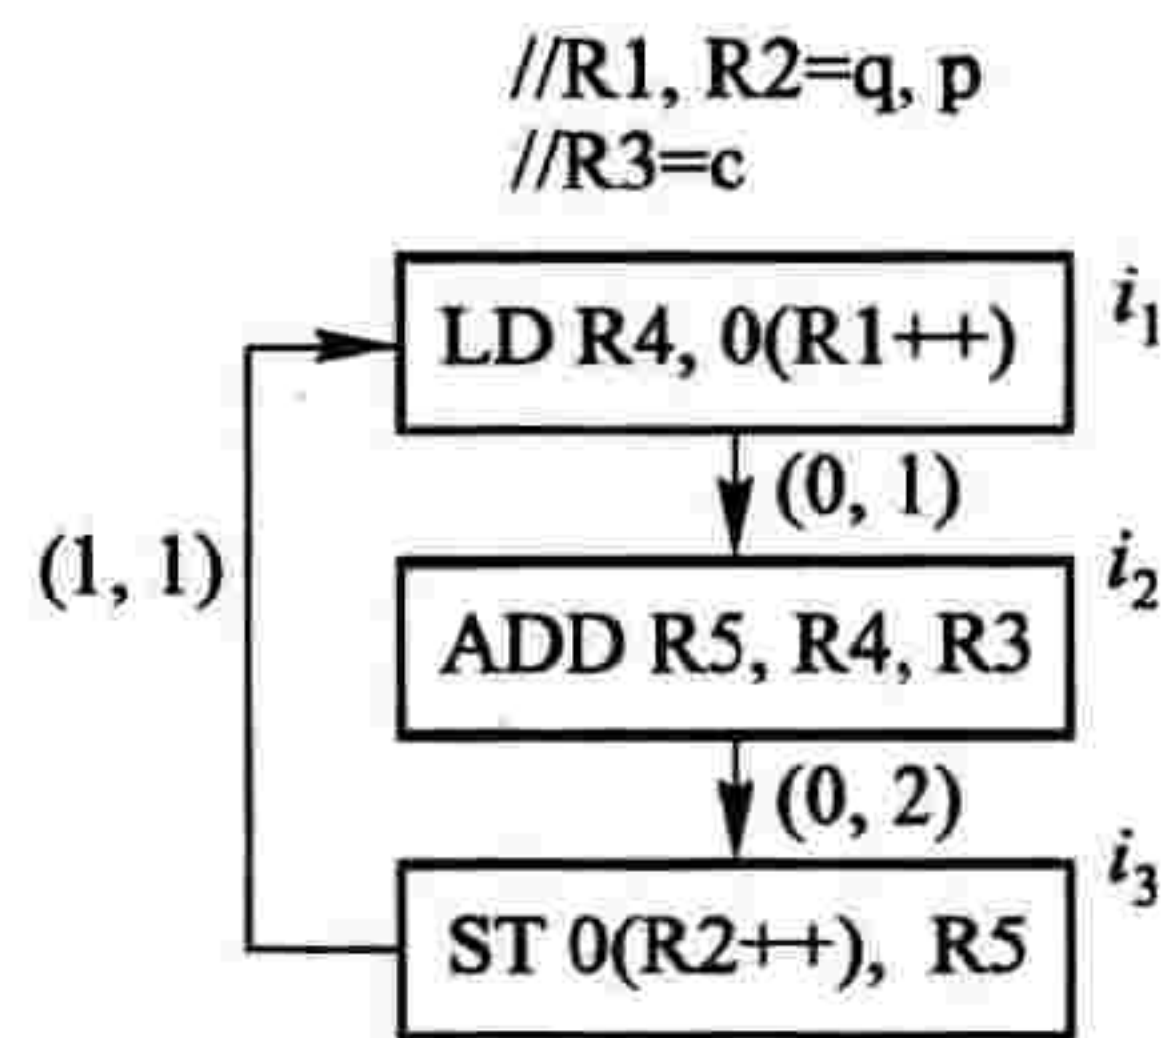 //R1, R2=q, p
//R3=c
LD R4, 0(R1++)
i₁
(0, 1)
(1, 1)
ADD R5, R4, R3
i₂
(0, 2)
ST 0(R2++), R5
i₃